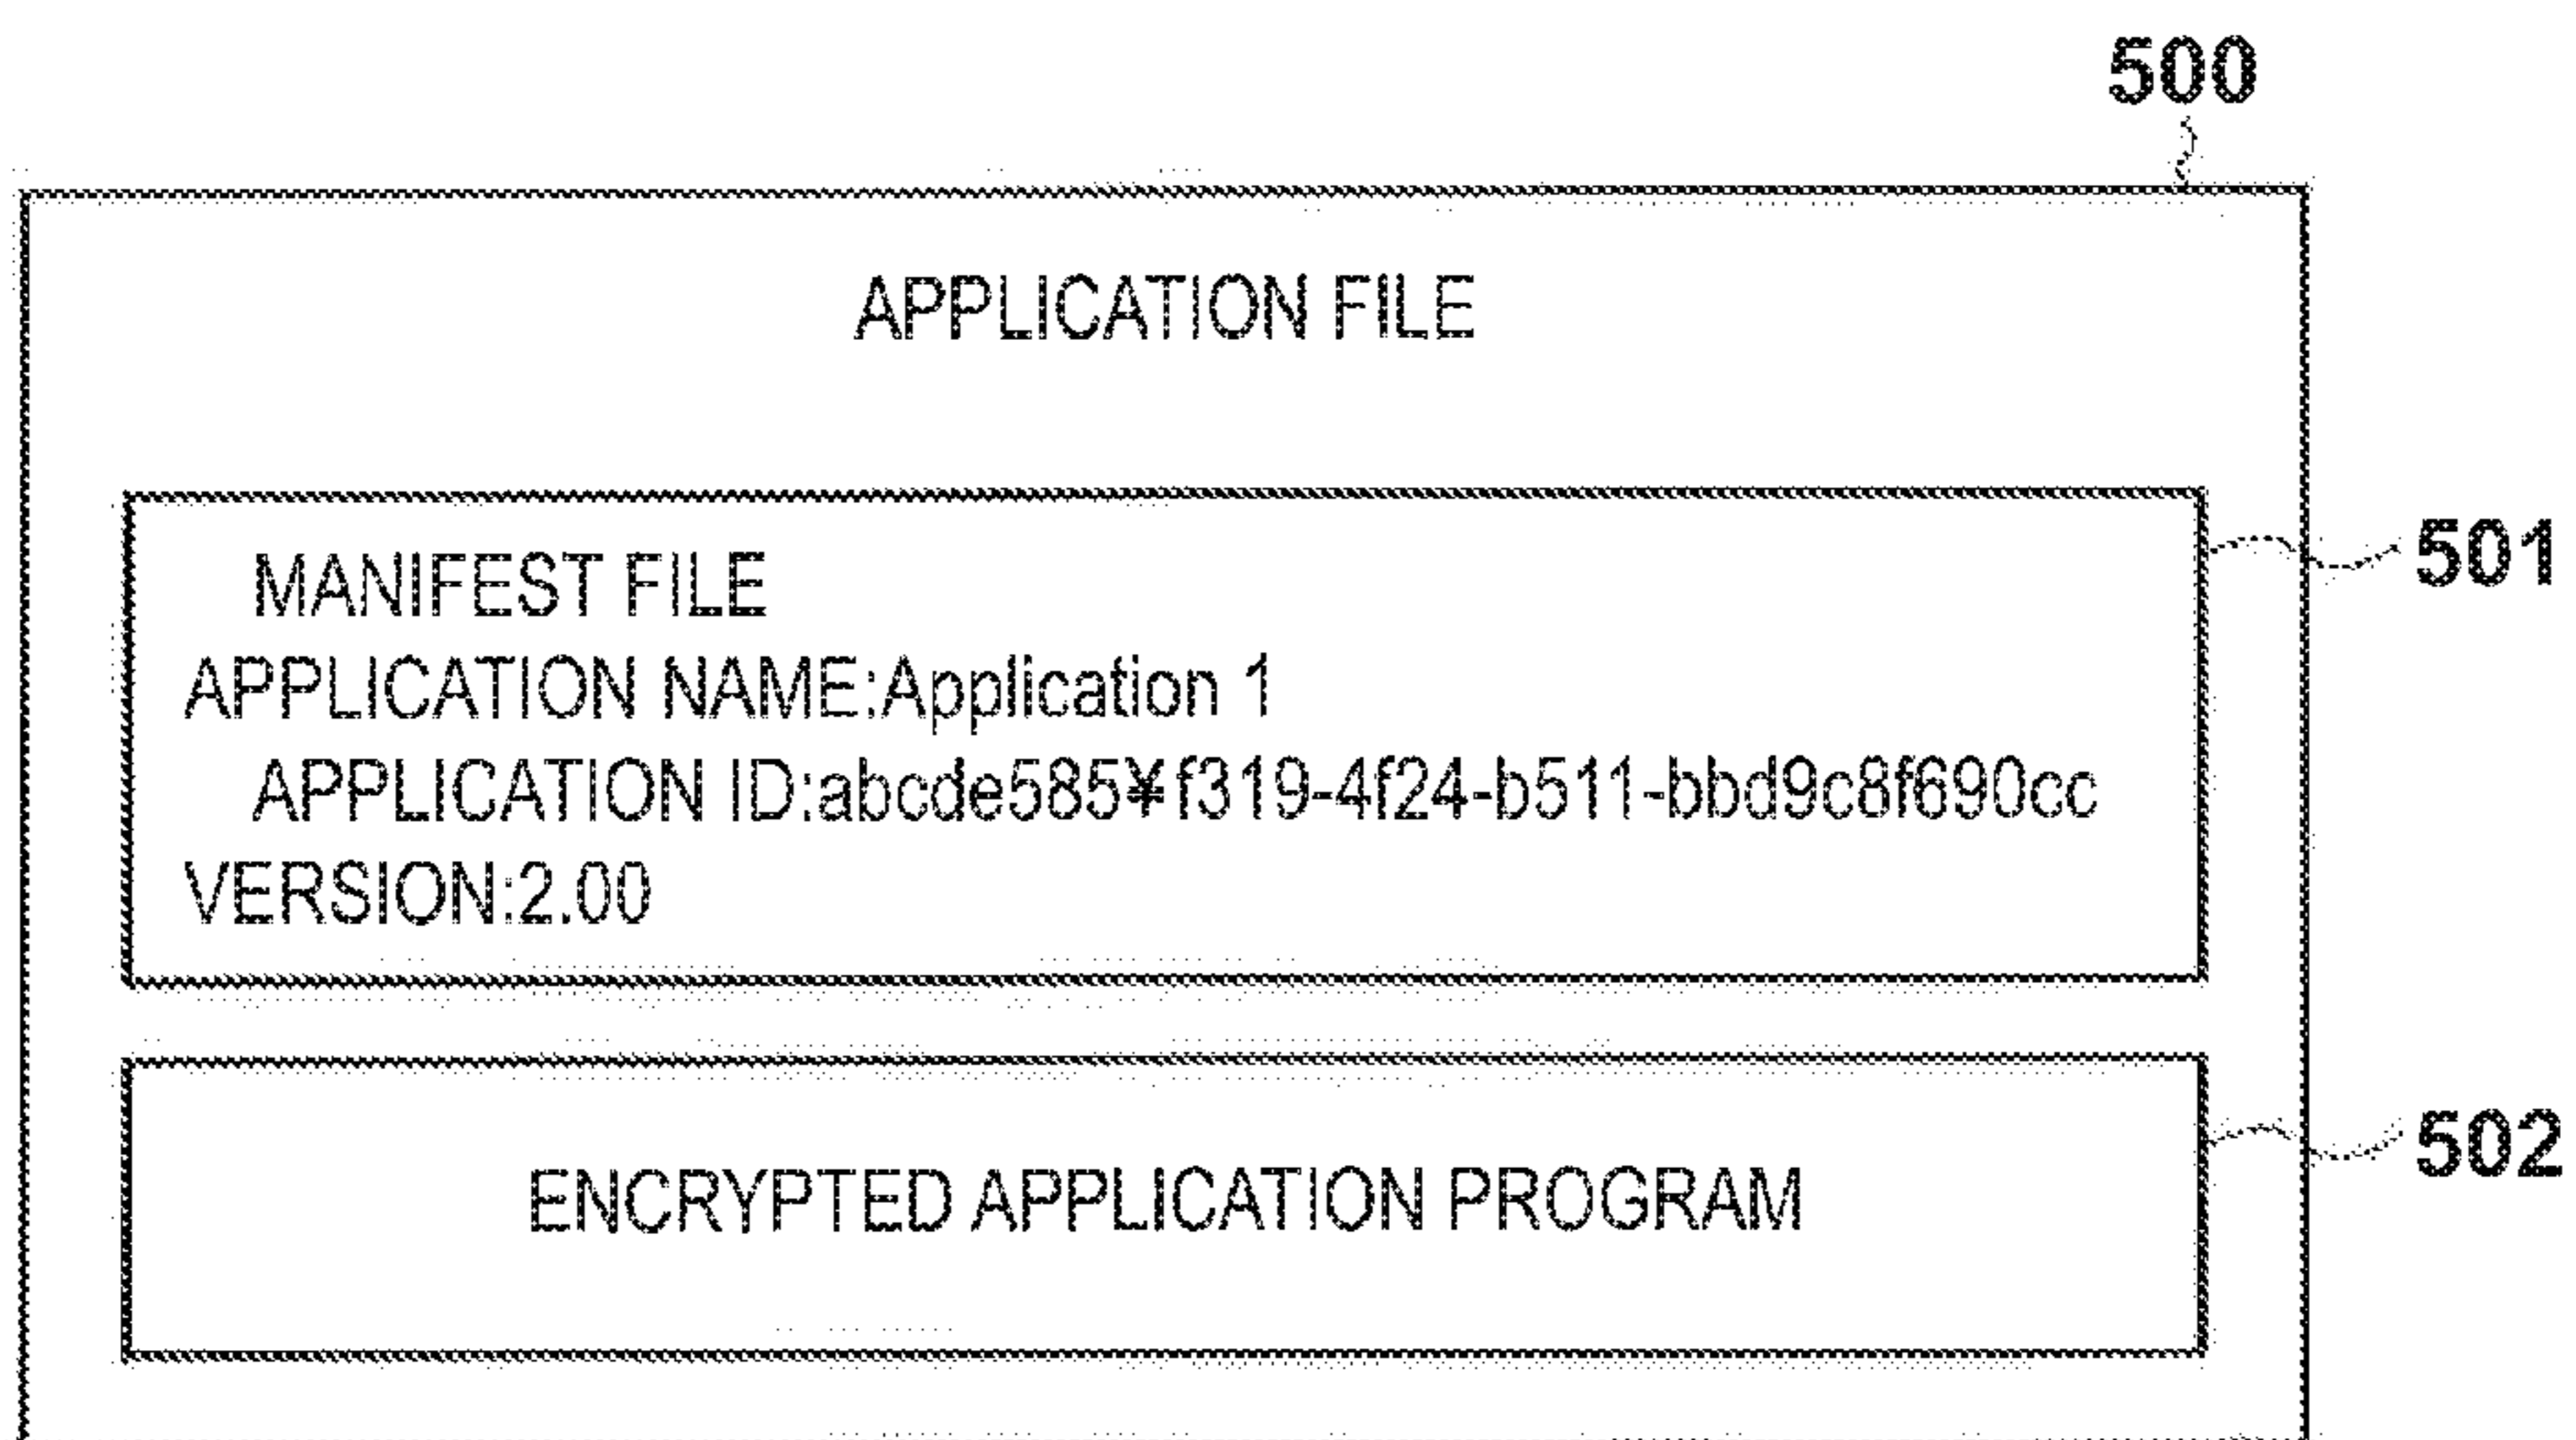 500
APPLICATION FILE
MANIFEST FILE
501
APPLICATION NAME:Application 1
APPLICATION ID:abcde585¥f319-4f24-b511-bbd9c8f690cc
VERSION:2.00
502
ENCRYPTED APPLICATION PROGRAM